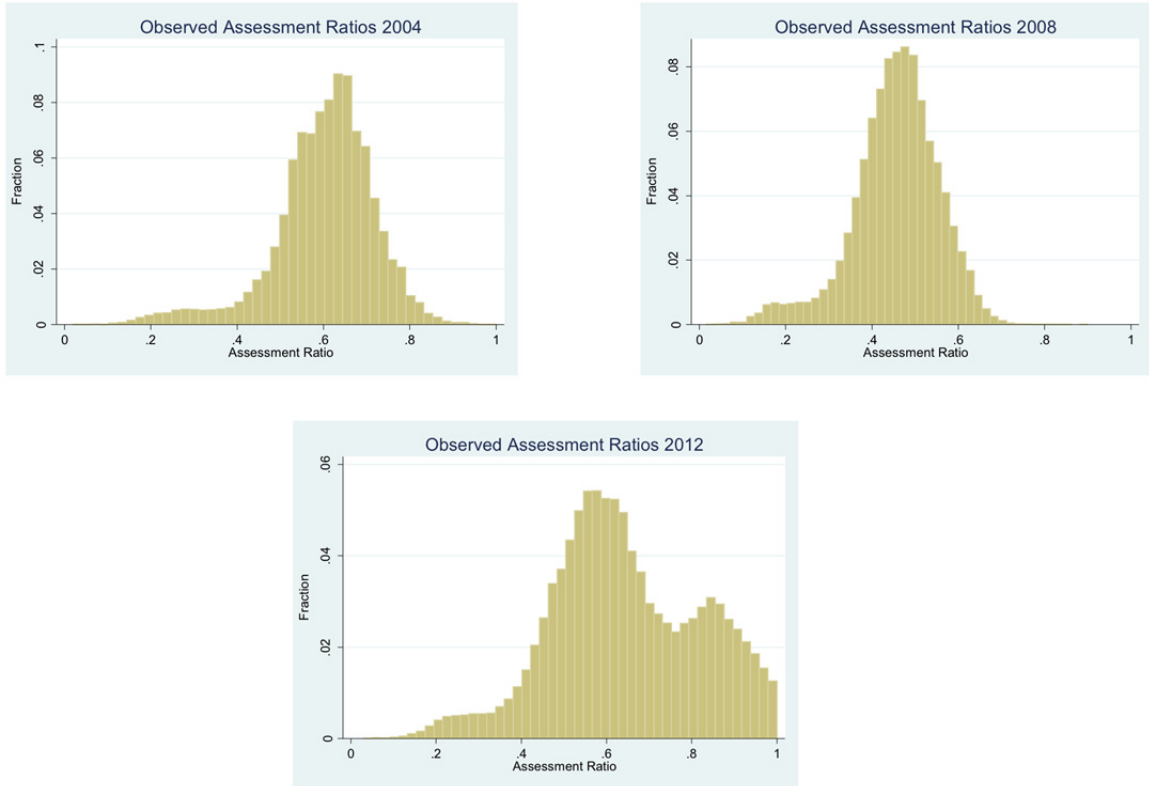 Observed Assessment Ratios 2004
.1
.08
.06
.04
.02
0
Fraction
0 .2 .4 .6 .8 1
Assessment Ratio
Observed Assessment Ratios 2008
.08
.06
.04
.02
0
Fraction
0 .2 .4 .6 .8 1
Assessment Ratio
Observed Assessment Ratios 2012
.06
.04
.02
0
Fraction
0 .2 .4 .6 .8 1
Assessment Ratio